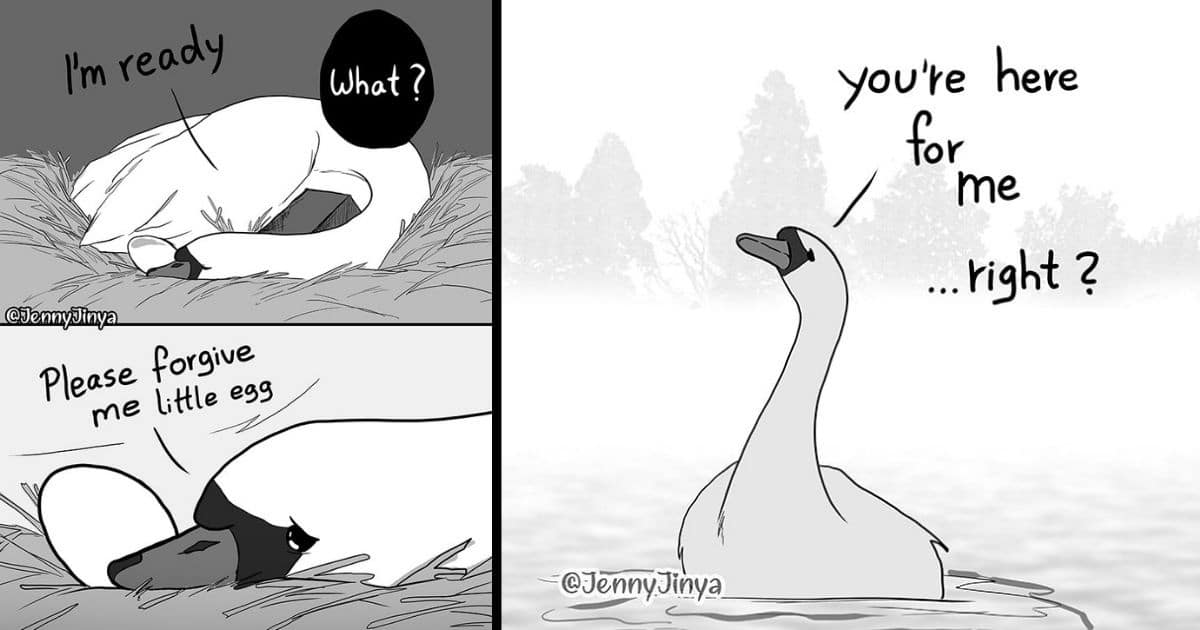 I'm ready
What?
@JennyJinya
Please forgive
me little egg
you're here
for
me
...right?
@JennyJinya